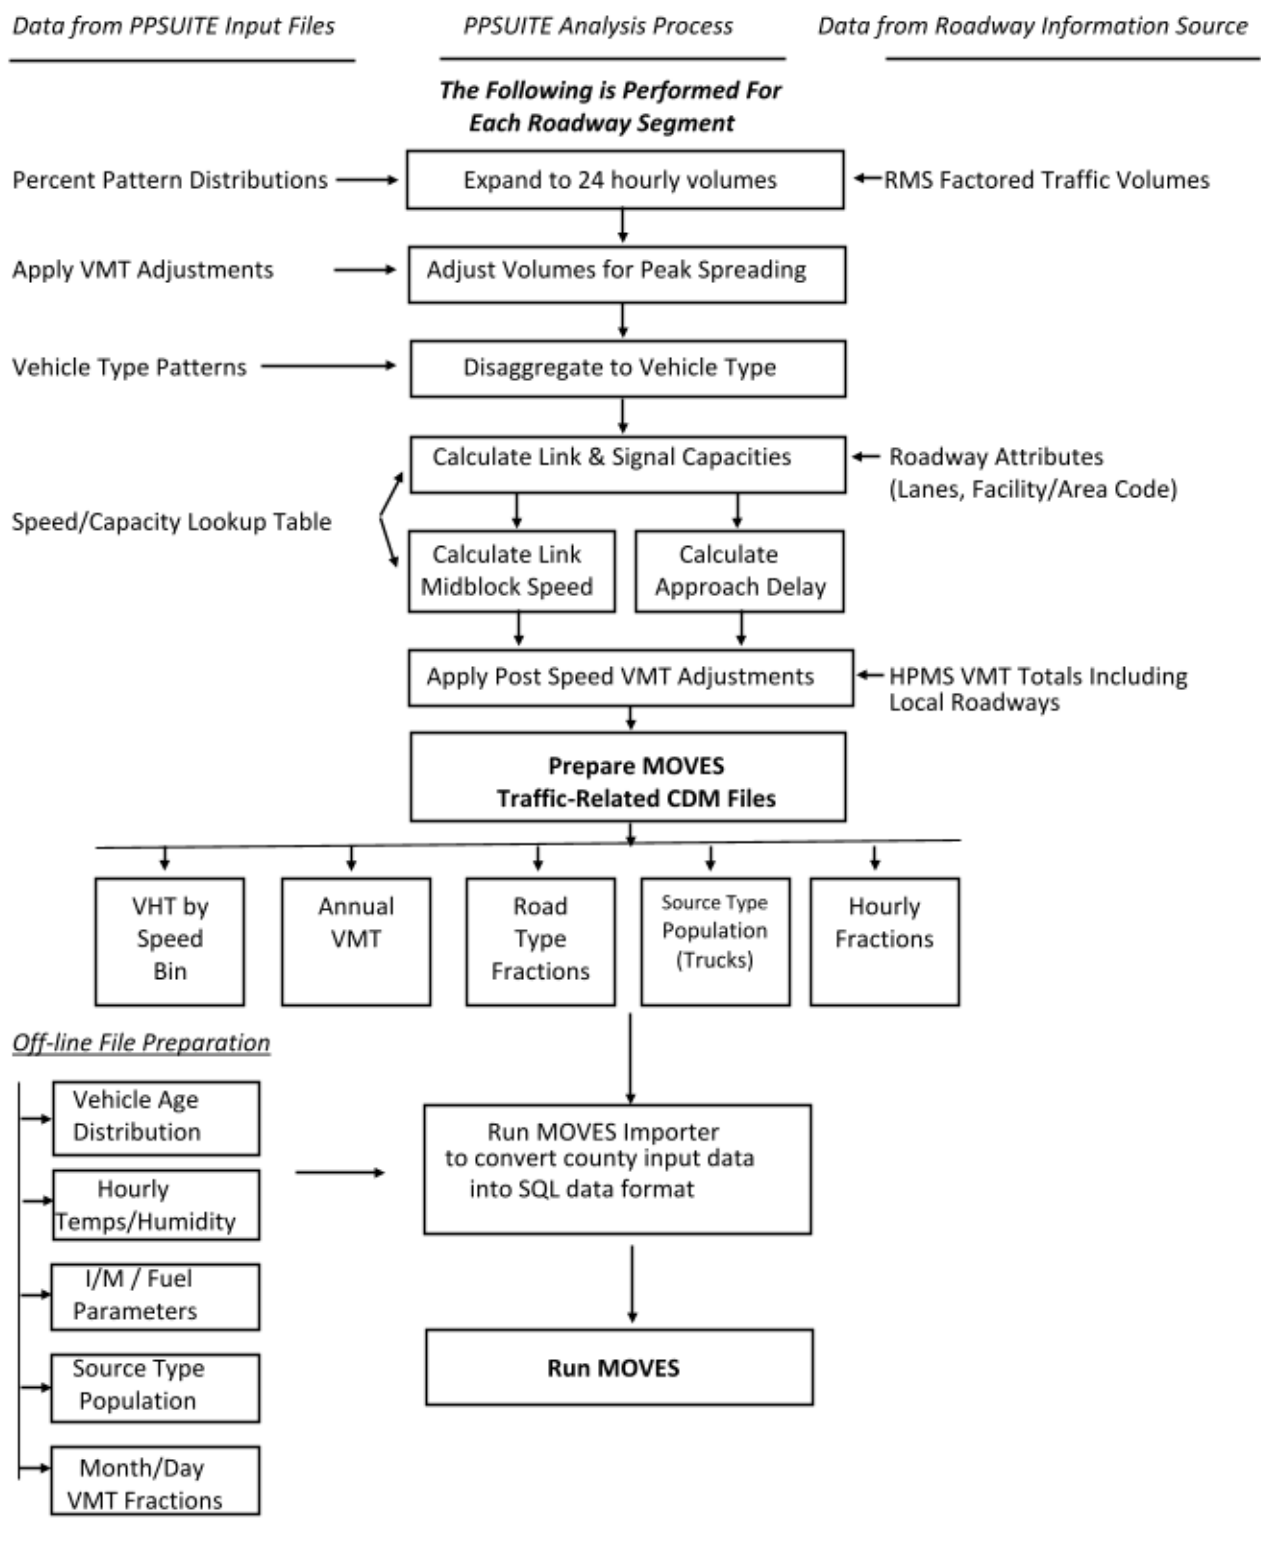 Data from PPSUITE Input Files
PPSUITE Analysis Process
Data from Roadway Information Source
The Following is Performed For
Each Roadway Segment
Percent Pattern Distributions
Expand to 24 hourly volumes
RMS Factored Traffic Volumes
Apply VMT Adjustments
Adjust Volumes for Peak Spreading
Vehicle Type Patterns
Disaggregate to Vehicle Type
Calculate Link & Signal Capacities
Roadway Attributes
(Lanes, Facility/Area Code)
Speed/Capacity Lookup Table
Calculate Link
Midblock Speed
Calculate
Approach Delay
Apply Post Speed VMT Adjustments
HPMS VMT Totals Including
Local Roadways
Prepare MOVES
Traffic-Related CDM Files
VHT by
Speed
Bin
Annual
VMT
Road
Type
Fractions
Source Type
Population
(Trucks)
Hourly
Fractions
Off-line File Preparation
Vehicle Age
Distribution
Hourly
Temps/Humidity
I/M / Fuel
Parameters
Source Type
Population
Month/Day
VMT Fractions
Run MOVES Importer
to convert county input data
into SQL data format
Run MOVES